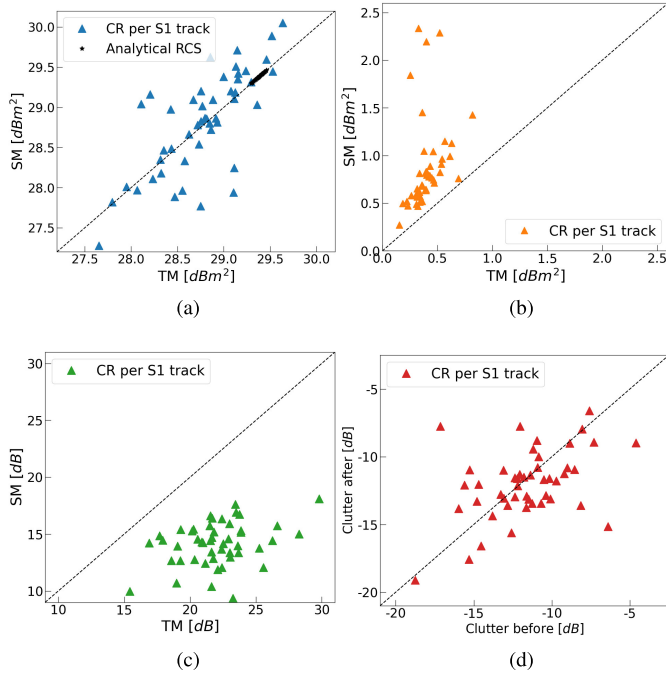 30.0
29.5
29.0
28.5
28.0
27.5
SM [dBm²]
CR per S1 track
Analytical RCS
27.5 28.0 28.5 29.0 29.5 30.0
TM [dBm²]
(a)
2.5
2.0
1.5
1.0
0.5
0.0
SM [dBm²]
CR per S1 track
0 0.5 1.0 1.5 2.0 2.5
TM [dBm²]
(b)
30
25
20
15
10
SM [dB]
CR per S1 track
10 15 20 25 30
TM [dB]
(c)
-5
-10
-15
-20
Clutter after [dB]
CR per S1 track
-20 -15 -10 -5
Clutter before [dB]
(d)